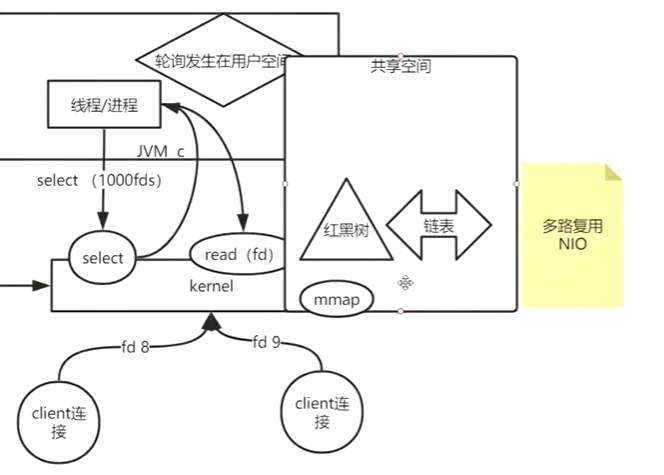 轮询发生在用户空间
共享空间
线程/进程
JVM c
select （1000fds）
红黑树
链表
多路复用
NIO
select
read（fd）
kernel
mmap
fd 8
fd 9
client连
接
client连
接